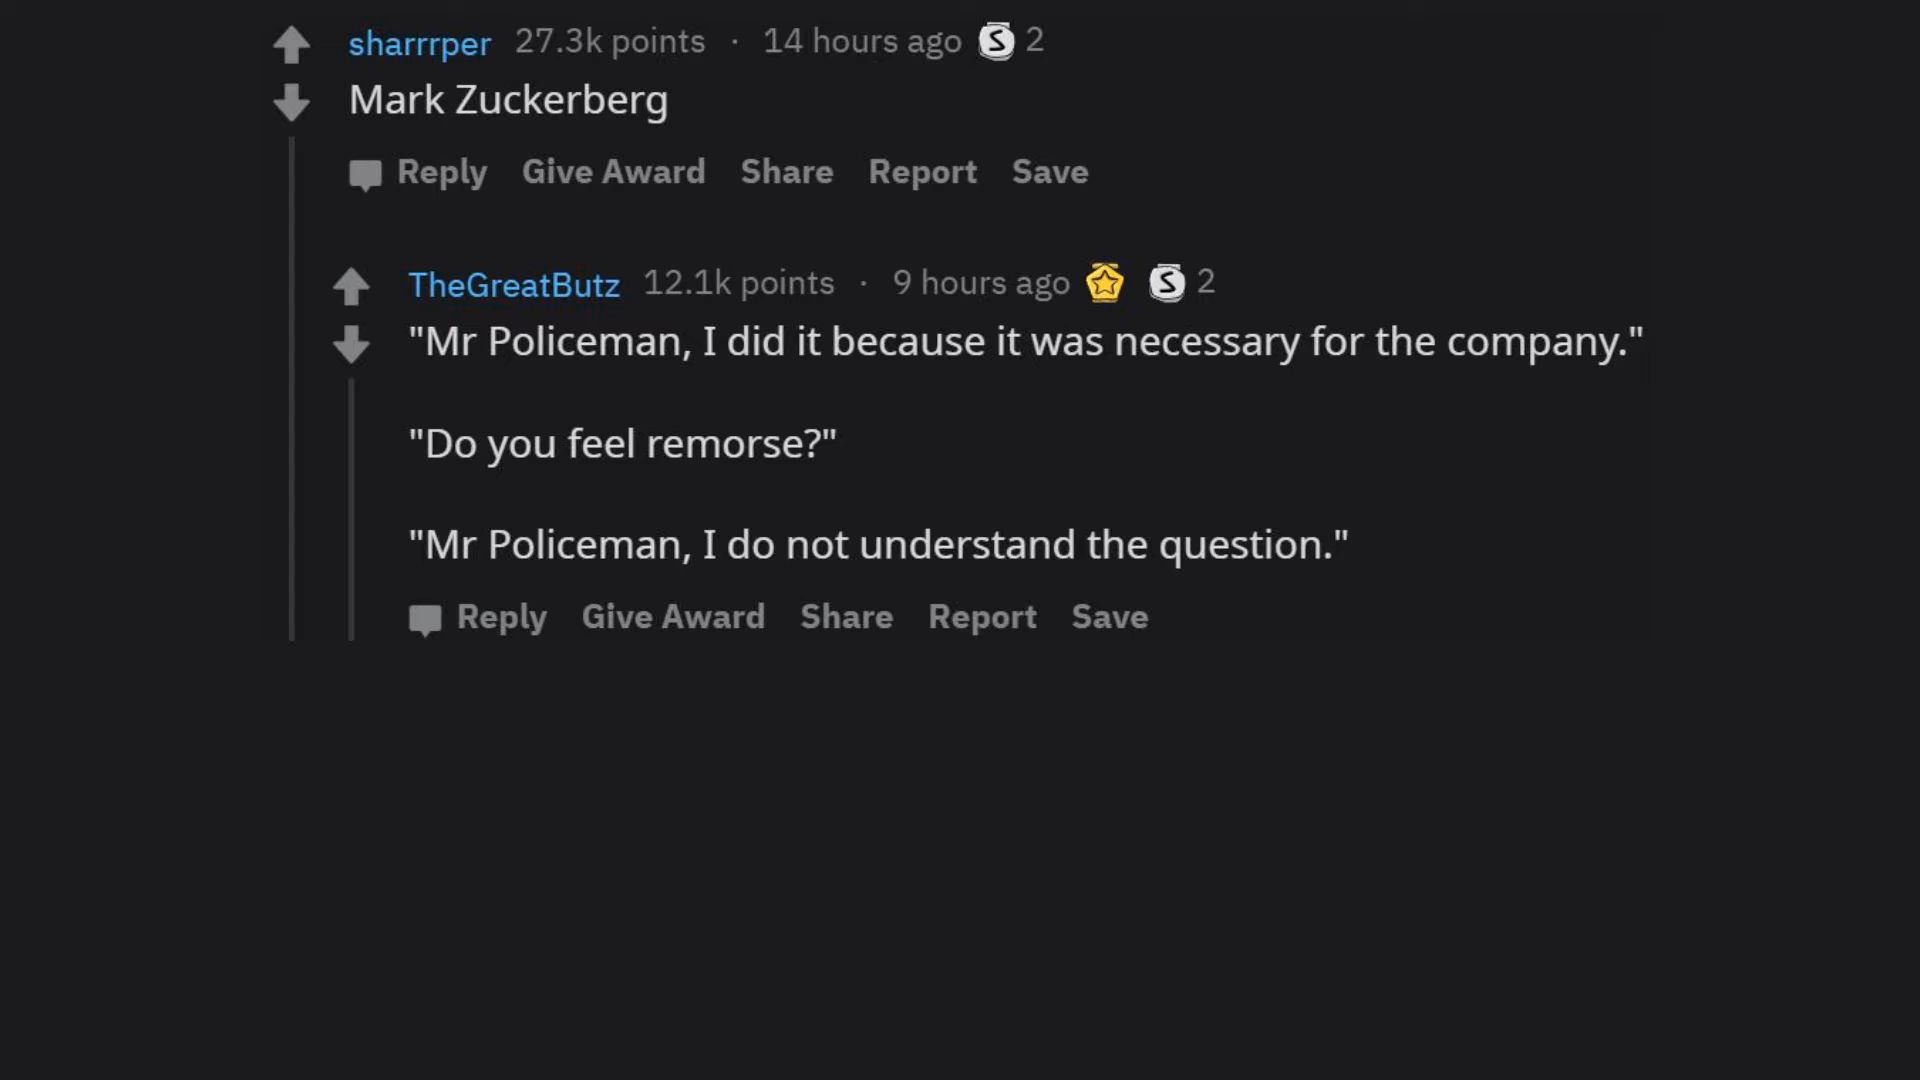 sharrrper 27.3k points · 14 hours ago S 2
Mark Zuckerberg
Reply Give Award Share Report Save
TheGreatButz 12.1k points · 9 hours ago S 2
"Mr Policeman, I did it because it was necessary for the company."
"Do you feel remorse?"
"Mr Policeman, I do not understand the question."
Reply Give Award Share Report Save